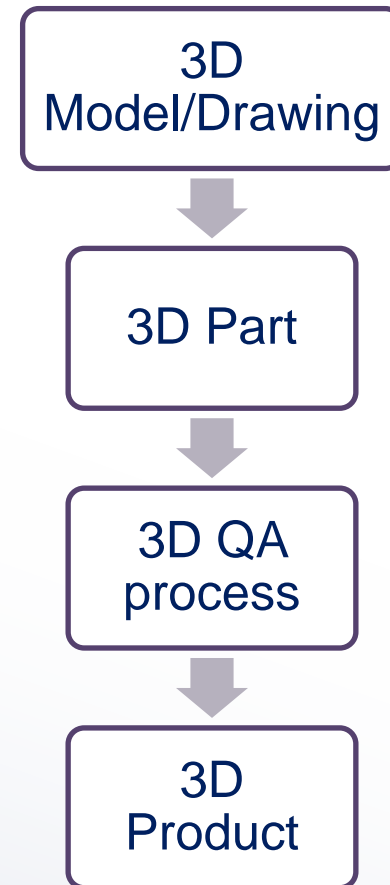 3D
Model/Drawing
3D Part
3D QA
process
3D
Product